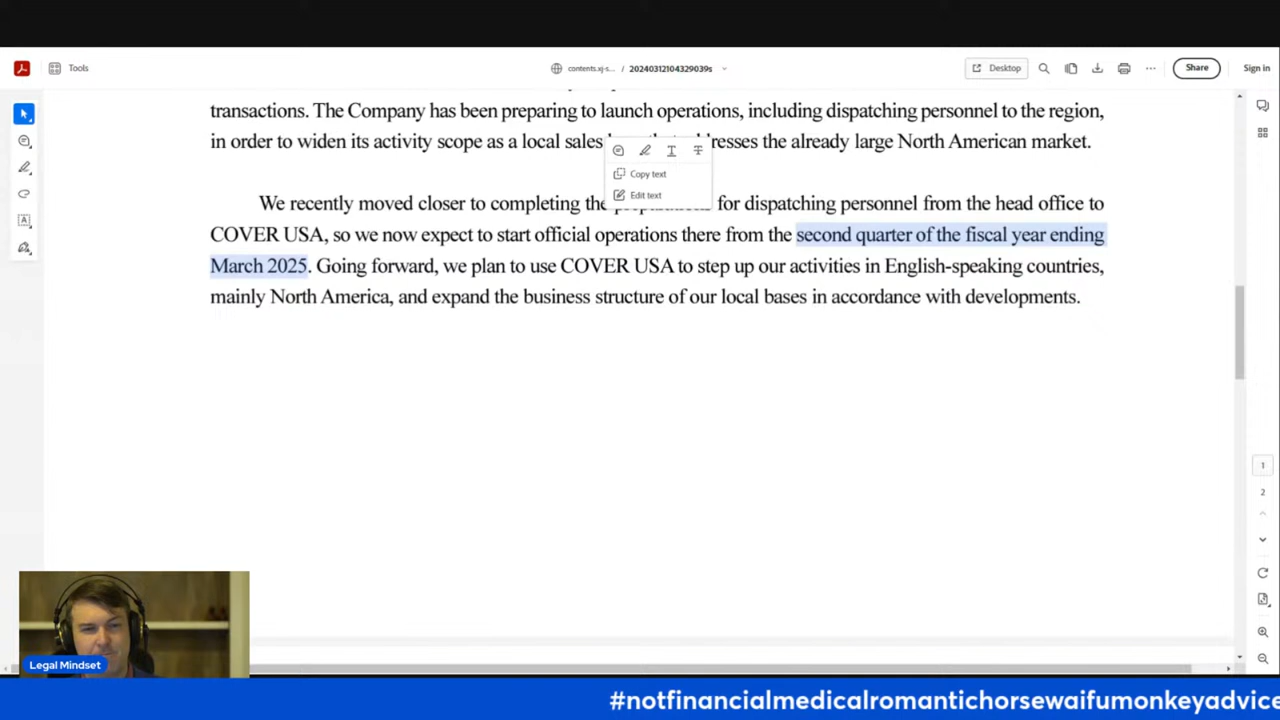 Tools
contents.xj-s... / 20240312104329039s
Desktop
Share
Sign in
transactions. The Company has been preparing to launch operations, including dispatching personnel to the region,
in order to widen its activity scope as a local sales resses the already large North American market.
Copy text
Edit text
We recently moved closer to completing the preparations for dispatching personnel from the head office to
COVER USA, so we now expect to start official operations there from the second quarter of the fiscal year ending
March 2025. Going forward, we plan to use COVER USA to step up our activities in English-speaking countries,
mainly North America, and expand the business structure of our local bases in accordance with developments.
1
2
Legal Mindset
#notfinancialmedicalromantichorsewaifumonkeyadvice